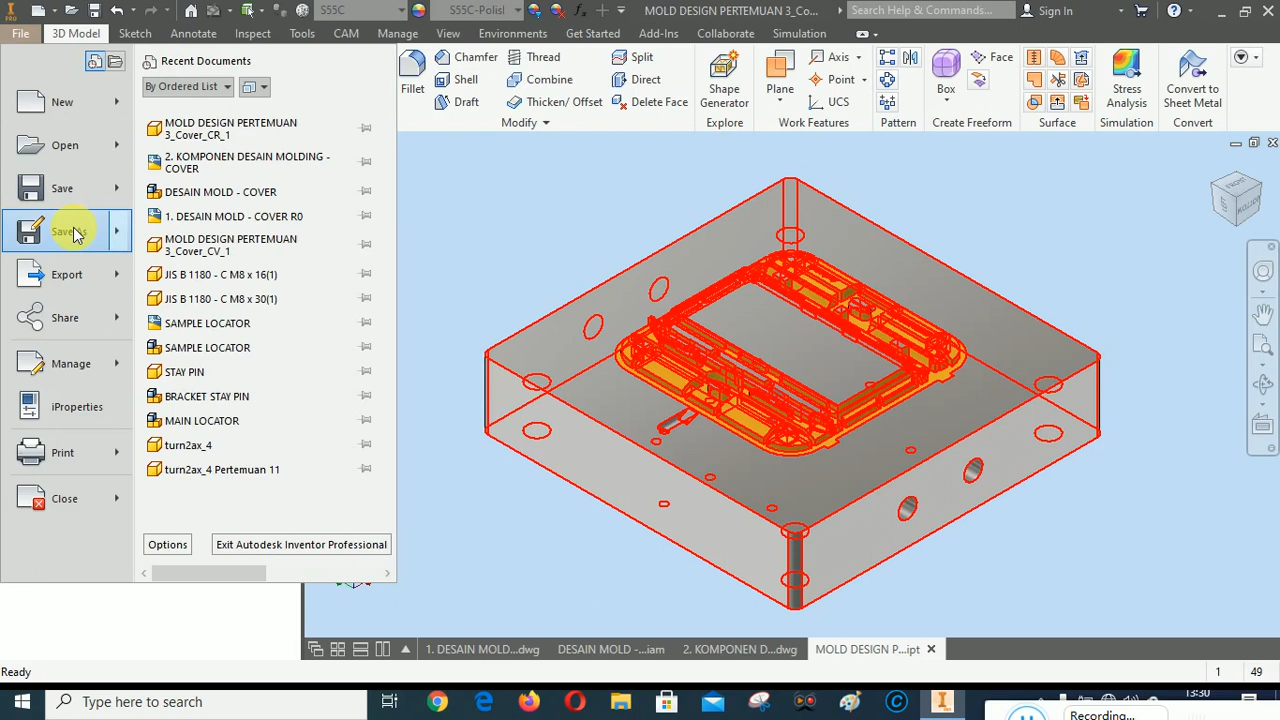 PRO
S55C
S55C-Polisl
MOLD DESIGN PERTEMUAN 3_Co...
Search Help & Commands...
Sign In
File
3D Model
Sketch
Annotate
Inspect
Tools
CAM
Manage
View
Environments
Get Started
Add-Ins
Collaborate
Simulation
Fillet
Chamfer
Shell
Draft
Thread
Combine
Thicken/ Offset
Split
Direct
Delete Face
Modify
Shape
Generator
Explore
Plane
Axis
Point
UCS
Work Features
Pattern
Box
Face
Create Freeform
Surface
Stress
Analysis
Simulation
Convert to
Sheet Metal
Convert
New
Open
Save
Save As
Export
Share
Manage
iProperties
Print
Close
Recent Documents
By Ordered List
MOLD DESIGN PERTEMUAN
3_Cover_CR_1
2. KOMPONEN DESAIN MOLDING -
COVER
DESAIN MOLD - COVER
1. DESAIN MOLD - COVER R0
MOLD DESIGN PERTEMUAN
3_Cover_CV_1
JIS B 1180 - C M8 x 16(1)
JIS B 1180 - C M8 x 30(1)
SAMPLE LOCATOR
SAMPLE LOCATOR
STAY PIN
BRACKET STAY PIN
MAIN LOCATOR
turn2ax_4
turn2ax_4 Pertemuan 11
Options
Exit Autodesk Inventor Professional
FRONT
1. DESAIN MOLD...dwg
DESAIN MOLD -...iam
2. KOMPONEN D...dwg
MOLD DESIGN P...ipt
Ready
1
49
Type here to search
13:30
Recording...